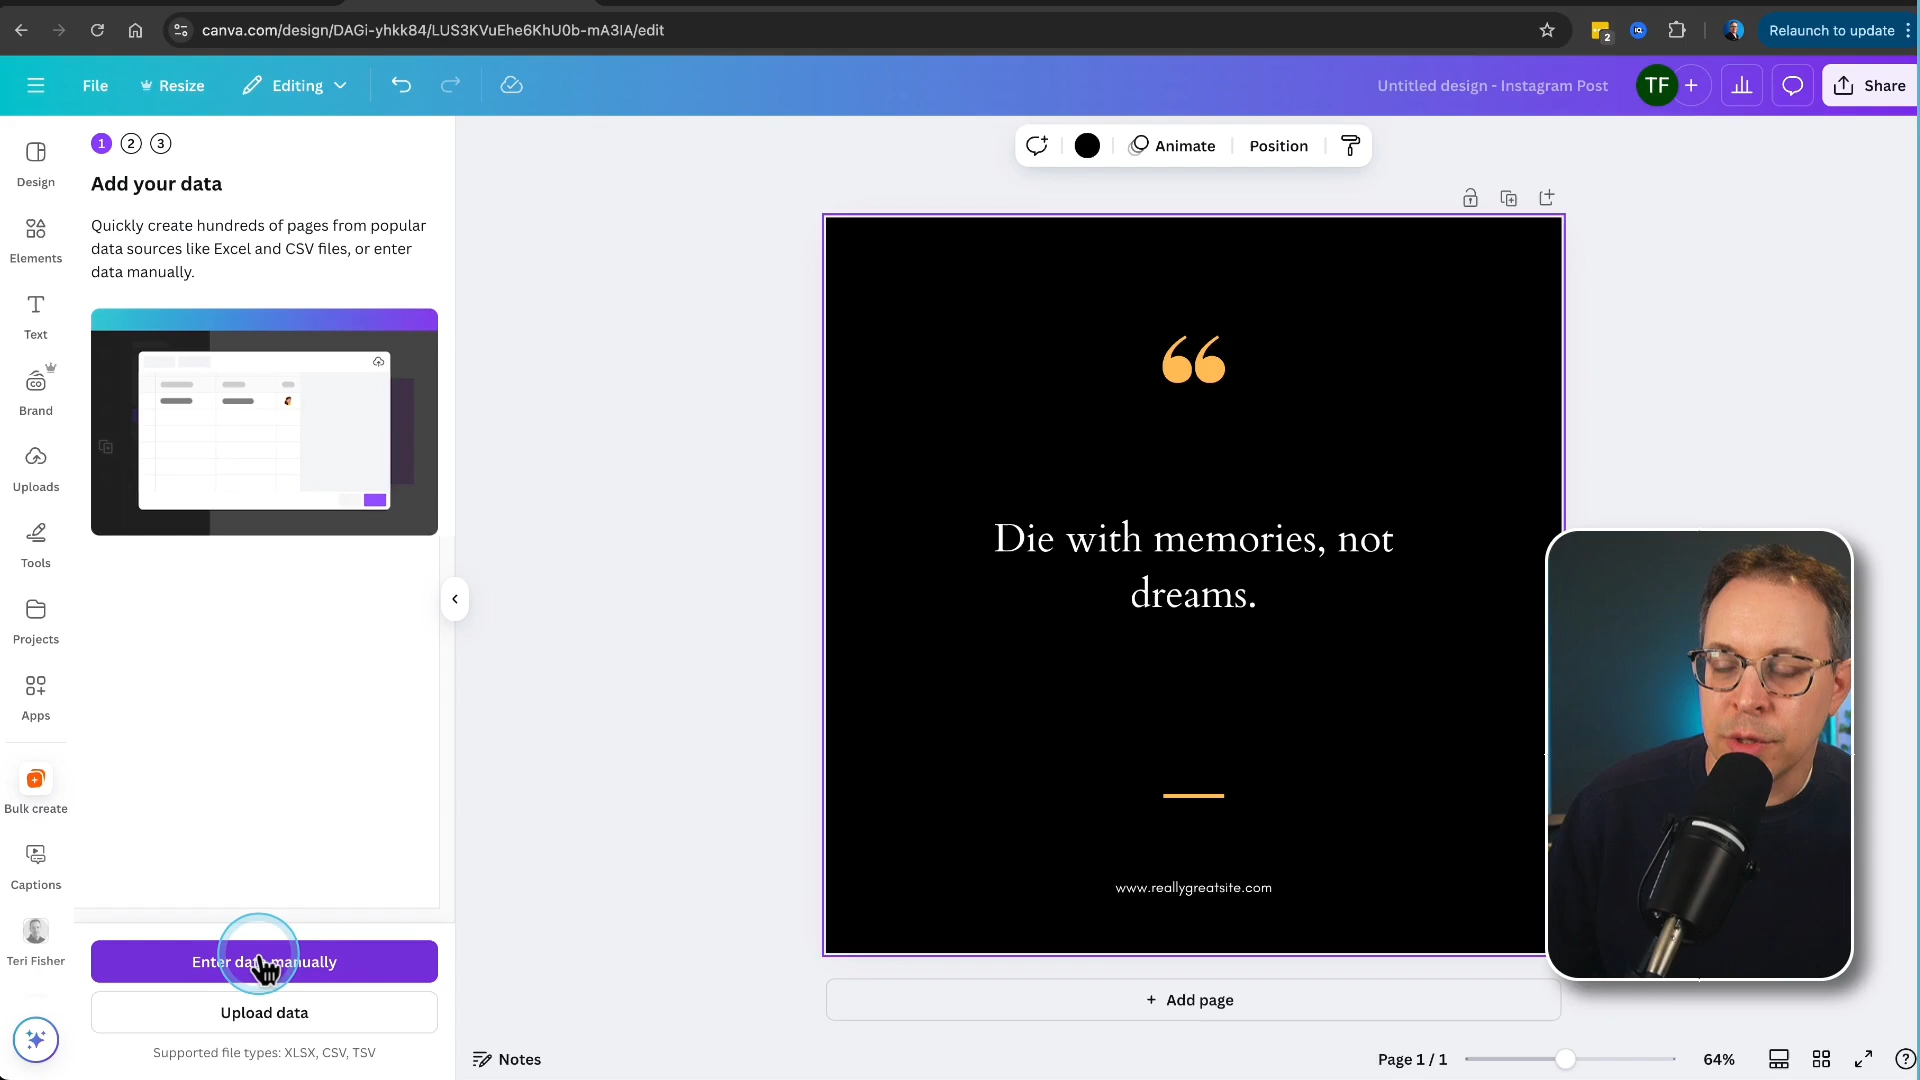 canva.com/design/DAGi-yhkk84/LUS3KVuEhe6KhU0b-mA3IA/edit
2
Relaunch to update
File
Resize
Editing
Untitled design - Instagram Post
TF
Share
1 2 3
Add your data
Quickly create hundreds of pages from popular
data sources like Excel and CSV files, or enter
data manually.
Design
Elements
Text
Brand
Uploads
Tools
Projects
Apps
Bulk create
Captions
Teri Fisher
Enter data manually
Upload data
Supported file types: XLSX, CSV, TSV
Animate
Position
“
Die with memories, not
dreams.
www.reallygreatsite.com
+ Add page
Notes
Page 1 / 1
64%